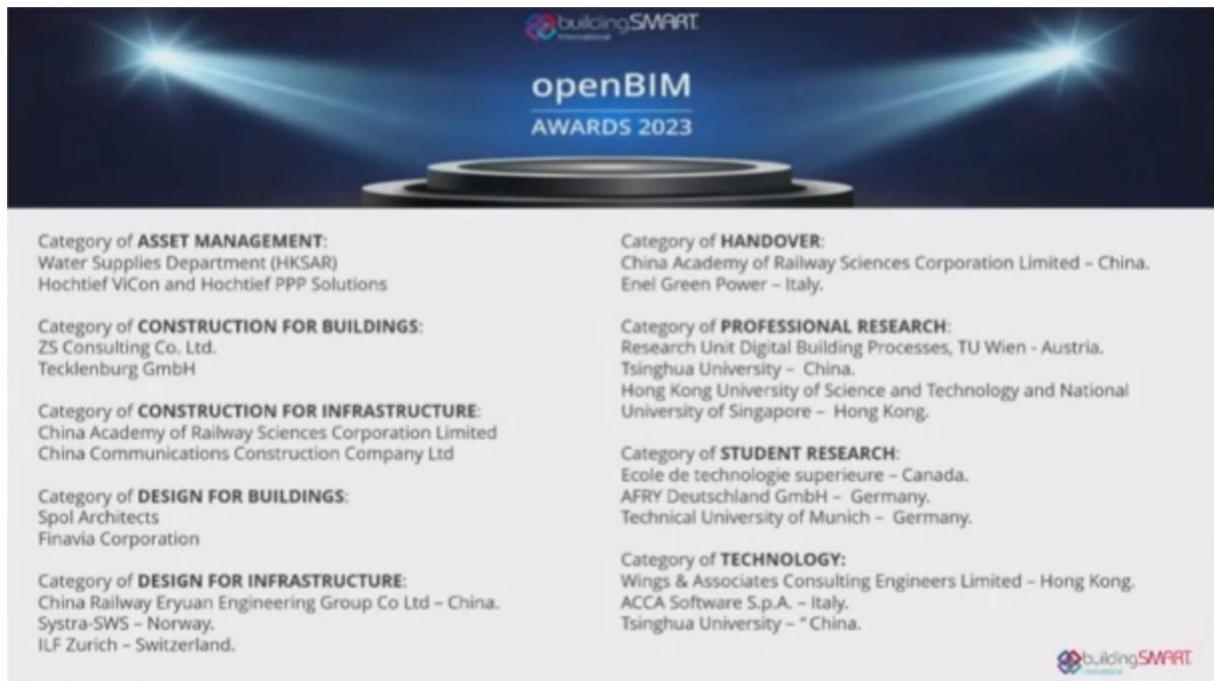 buildingSMART
International
openBIM
AWARDS 2023
Category of ASSET MANAGEMENT:
Water Supplies Department (HKSAR)
Hochtief ViCon and Hochtief PPP Solutions
Category of CONSTRUCTION FOR BUILDINGS:
ZS Consulting Co. Ltd.
Tecklenburg GmbH
Category of CONSTRUCTION FOR INFRASTRUCTURE:
China Academy of Railway Sciences Corporation Limited
China Communications Construction Company Ltd
Category of DESIGN FOR BUILDINGS:
Spol Architects
Finavia Corporation
Category of DESIGN FOR INFRASTRUCTURE:
China Railway Eryuan Engineering Group Co Ltd – China.
Systra-SWS – Norway.
ILF Zurich – Switzerland.
Category of HANDOVER:
China Academy of Railway Sciences Corporation Limited – China.
Enel Green Power – Italy.
Category of PROFESSIONAL RESEARCH:
Research Unit Digital Building Processes, TU Wien - Austria.
Tsinghua University – China.
Hong Kong University of Science and Technology and National
University of Singapore – Hong Kong.
Category of STUDENT RESEARCH:
Ecole de technologie superieure – Canada.
AFRY Deutschland GmbH – Germany.
Technical University of Munich – Germany.
Category of TECHNOLOGY:
Wings & Associates Consulting Engineers Limited – Hong Kong.
ACCA Software S.p.A. – Italy.
Tsinghua University – " China.
buildingSMART
International